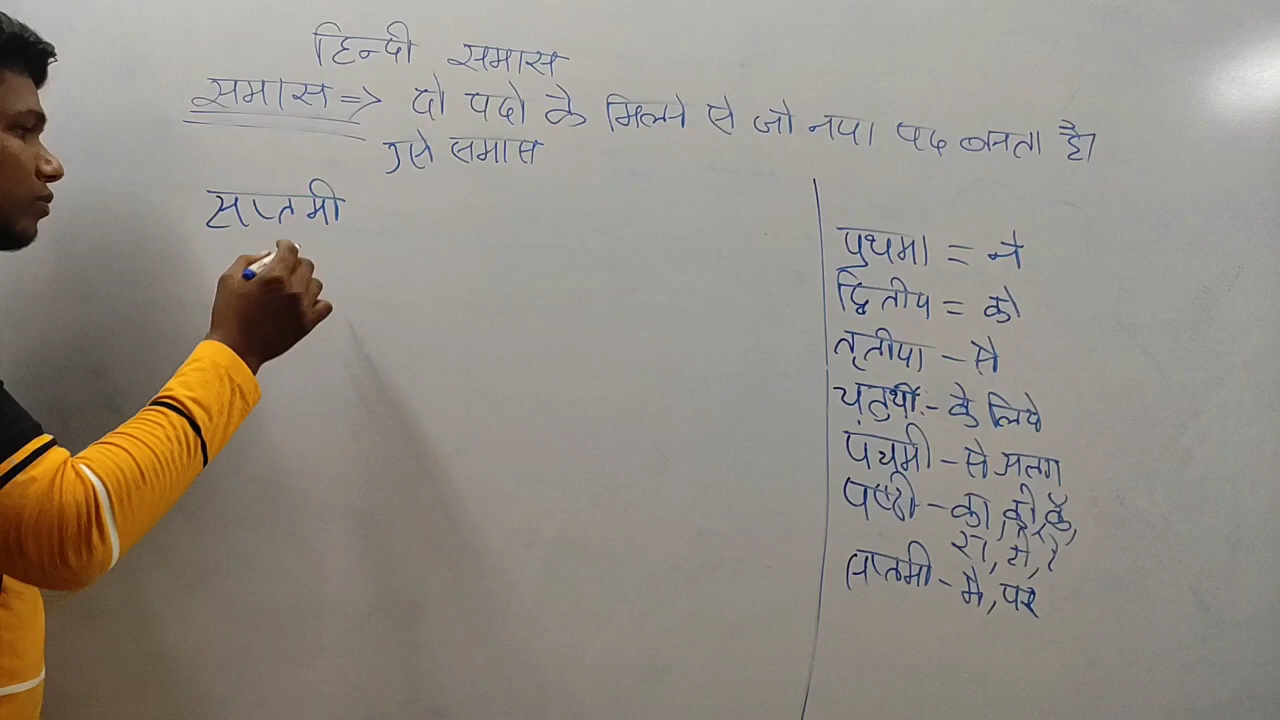 हिन्दी समास
समास => दो पदो के मिलने से जो नया पद बनता है।
उसे समास
सप्तमी
प्रथमा = ने
द्वितीय = को
तृतीया - से
चतुर्थी - के लिये
पंचमी - से अलग
षष्ठी - का, की, के,
रा, री, रे
सप्तमी - मे, पर